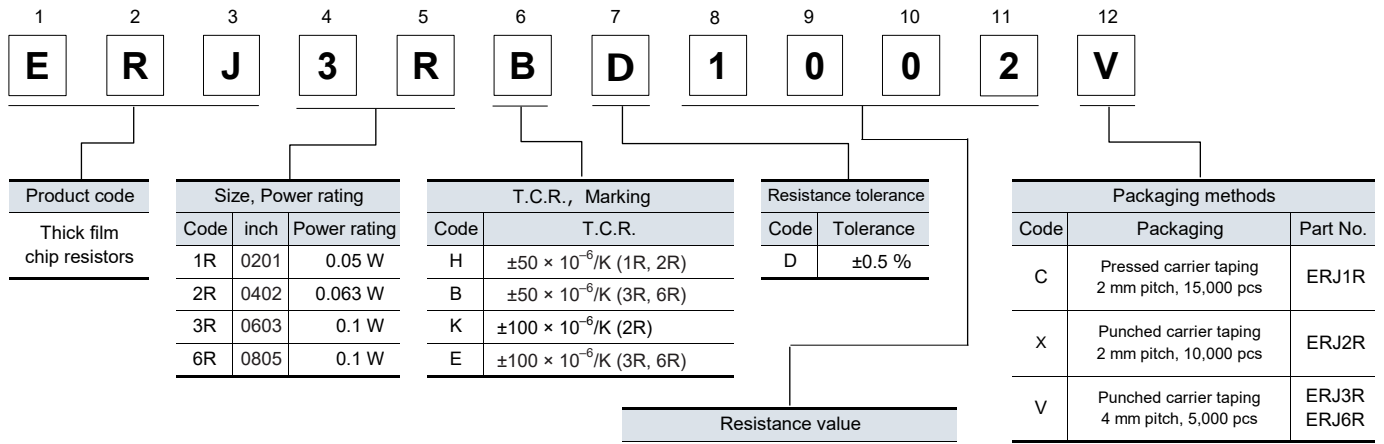 1 2 3 4 5 6 7 8 9 10 11 12
E R J 3 R B D 1 0 0 2 V
Product code
Thick film
chip resistors
Size, Power rating
Code inch Power rating
1R 0201 0.05 W
2R 0402 0.063 W
3R 0603 0.1 W
6R 0805 0.1 W
T.C.R., Marking
Code T.C.R.
H ±50 × 10⁻⁶/K (1R, 2R)
B ±50 × 10⁻⁶/K (3R, 6R)
K ±100 × 10⁻⁶/K (2R)
E ±100 × 10⁻⁶/K (3R, 6R)
Resistance tolerance
Code Tolerance
D ±0.5 %
Resistance value
Packaging methods
Code Packaging Part No.
C Pressed carrier taping
2 mm pitch, 15,000 pcs ERJ1R
X Punched carrier taping
2 mm pitch, 10,000 pcs ERJ2R
V Punched carrier taping
4 mm pitch, 5,000 pcs ERJ3R
ERJ6R